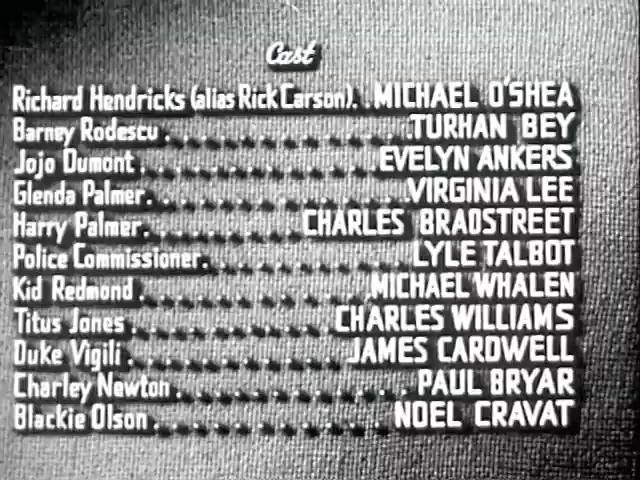 Cast
Richard Hendricks (alias Rick Carson). .MICHAEL O'SHEA
Barney Rodescu . . . . . . . . . . .TURHAN BEY
Jojo Dumont . . . . . . . . . . EVELYN ANKERS
Glenda Palmer. . . . . . . . . . . VIRGINIA LEE
Harry Palmer. . . . . . . CHARLES BRADSTREET
Police Commissioner. . . . . . . . . LYLE TALBOT
Kid Redmond . . . . . . . . . . MICHAEL WHALEN
Titus Jones . . . . . . . . . CHARLES WILLIAMS
Duke Vigili . . . . . . . . . . JAMES CARDWELL
Charley Newton . . . . . . . . . . PAUL BRYAR
Blackie Olson . . . . . . . . . . NOEL CRAVAT